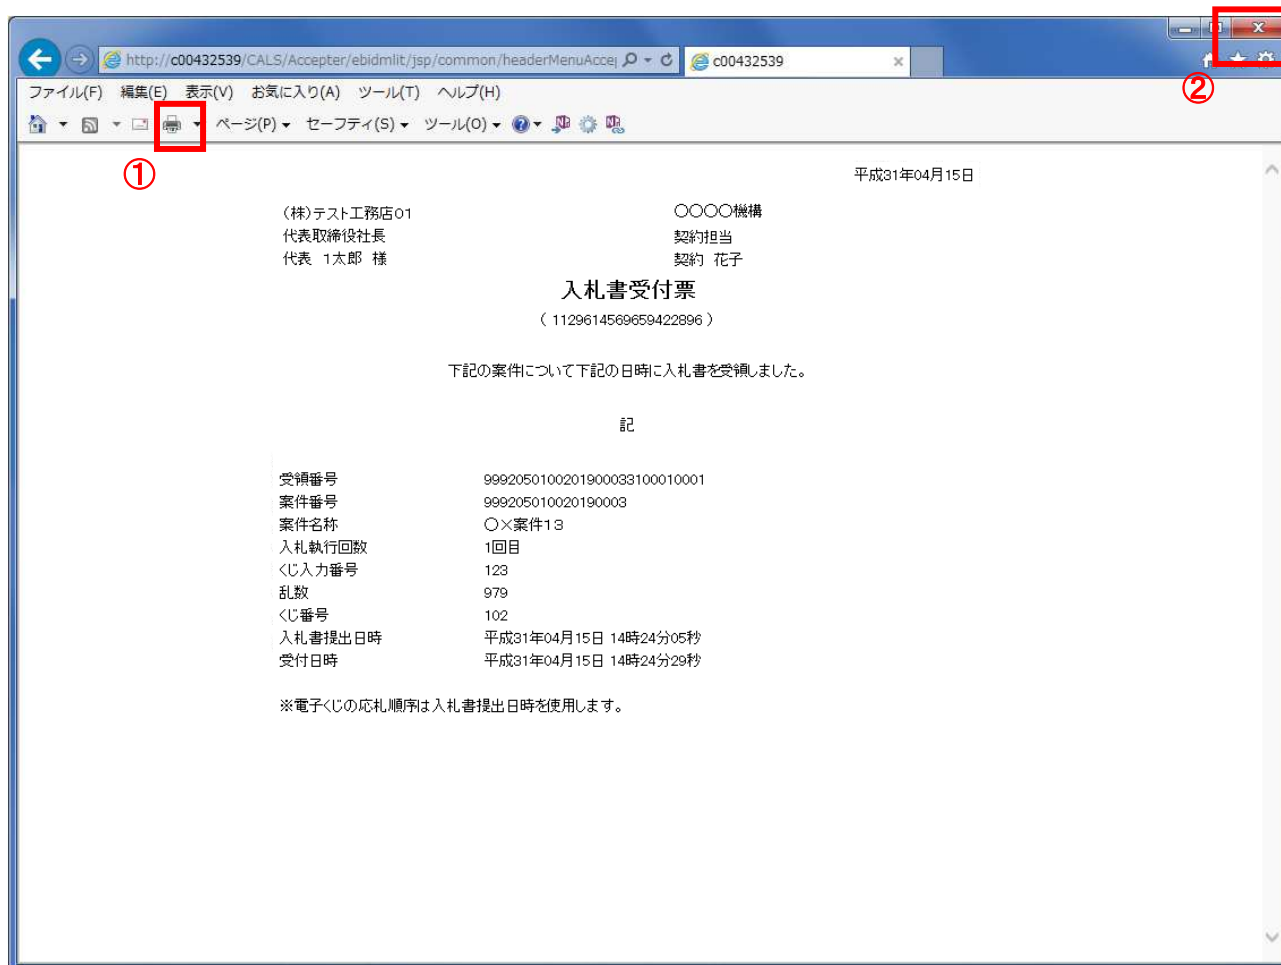 ②
http://c00432539/CALS/Accepter/ebidmlit/jsp/common/headerMenuAccep
c00432539
ファイル(F) 編集(E) 表示(V) お気に入り(A) ツール(T) ヘルプ(H)
ページ(P) セーフティ(S) ツール(O)
①
平成31年04月15日
(株)テスト工務店01 〇〇〇〇機構
代表取締役社長 契約担当
代表 1太郎 様 契約 花子
入札書受付票
( 1129614569659422896 )
下記の案件について下記の日時に入札書を受領しました。
記
受領番号 9992050100201900033100010001
案件番号 999205010020190003
案件名称 〇×案件13
入札執行回数 1回目
くじ入力番号 123
乱数 979
くじ番号 102
入札書提出日時 平成31年04月15日 14時24分05秒
受付日時 平成31年04月15日 14時24分29秒
※電子くじの応札順序は入札書提出日時を使用します。